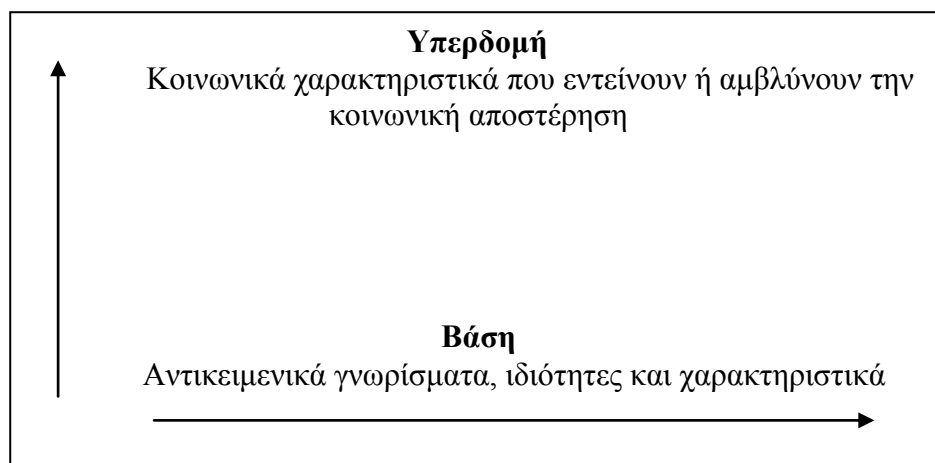 Υπερδομή
Κοινωνικά χαρακτηριστικά που εντείνουν ή αμβλύνουν την
κοινωνική αποστέρηση
Βάση
Αντικειμενικά γνωρίσματα, ιδιότητες και χαρακτηριστικά